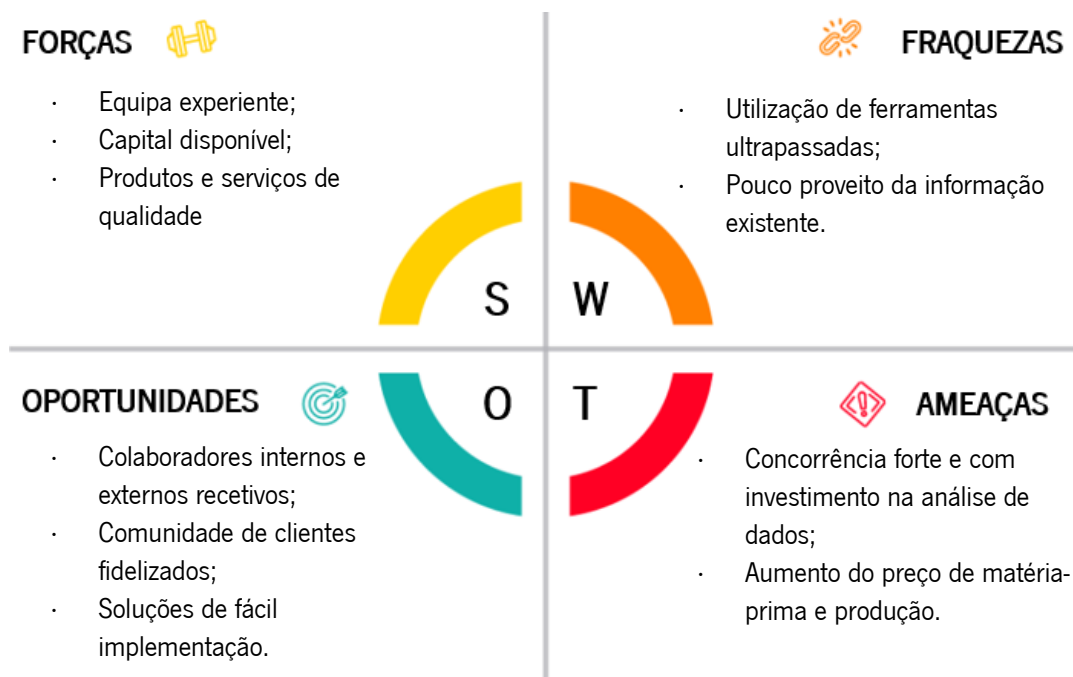 FORÇAS
· Equipa experiente;
· Capital disponível;
· Produtos e serviços de
qualidade
FRAQUEZAS
· Utilização de ferramentas
ultrapassadas;
· Pouco proveito da informação
existente.
S
W
O
T
OPORTUNIDADES
· Colaboradores internos e
externos recetivos;
· Comunidade de clientes
fidelizados;
· Soluções de fácil
implementação.
AMEAÇAS
· Concorrência forte e com
investimento na análise de
dados;
· Aumento do preço de matéria-
prima e produção.